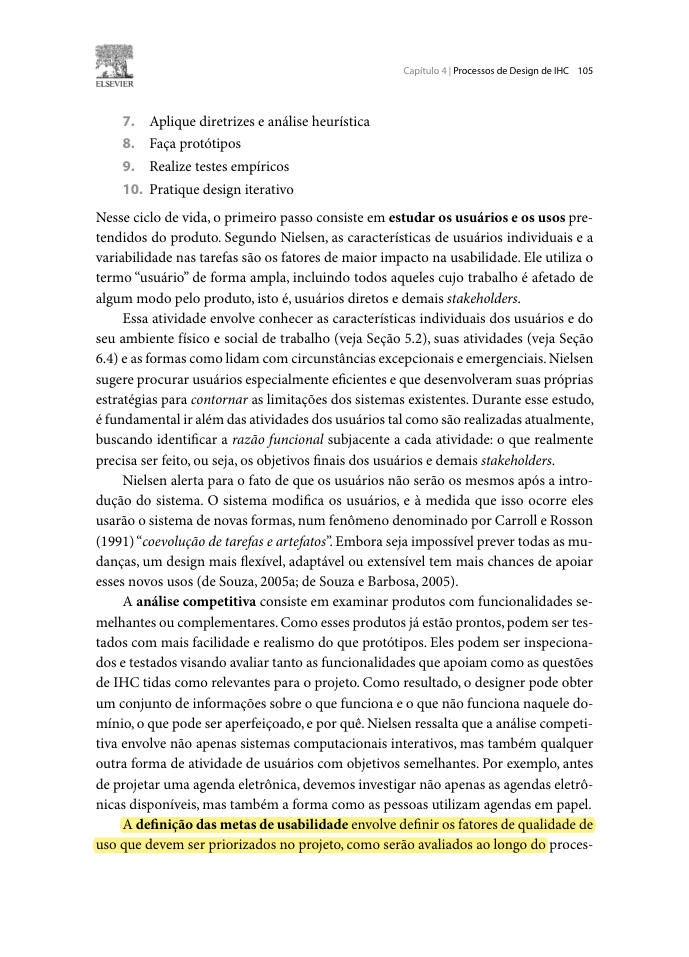 ELSEVIER
Capítulo 4 | Processos de Design de IHC 105
7. Aplique diretrizes e análise heurística
8. Faça protótipos
9. Realize testes empíricos
10. Pratique design iterativo
Nesse ciclo de vida, o primeiro passo consiste em estudar os usuários e os usos pre-
tendidos do produto. Segundo Nielsen, as características de usuários individuais e a
variabilidade nas tarefas são os fatores de maior impacto na usabilidade. Ele utiliza o
termo “usuário” de forma ampla, incluindo todos aqueles cujo trabalho é afetado de
algum modo pelo produto, isto é, usuários diretos e demais stakeholders.
Essa atividade envolve conhecer as características individuais dos usuários e do
seu ambiente físico e social de trabalho (veja Seção 5.2), suas atividades (veja Seção
6.4) e as formas como lidam com circunstâncias excepcionais e emergenciais. Nielsen
sugere procurar usuários especialmente eficientes e que desenvolveram suas próprias
estratégias para contornar as limitações dos sistemas existentes. Durante esse estudo,
é fundamental ir além das atividades dos usuários tal como são realizadas atualmente,
buscando identificar a razão funcional subjacente a cada atividade: o que realmente
precisa ser feito, ou seja, os objetivos finais dos usuários e demais stakeholders.
Nielsen alerta para o fato de que os usuários não serão os mesmos após a intro-
dução do sistema. O sistema modifica os usuários, e à medida que isso ocorre eles
usarão o sistema de novas formas, num fenômeno denominado por Carroll e Rosson
(1991) “coevolução de tarefas e artefatos”. Embora seja impossível prever todas as mu-
danças, um design mais flexível, adaptável ou extensível tem mais chances de apoiar
esses novos usos (de Souza, 2005a; de Souza e Barbosa, 2005).
A análise competitiva consiste em examinar produtos com funcionalidades se-
melhantes ou complementares. Como esses produtos já estão prontos, podem ser tes-
tados com mais facilidade e realismo do que protótipos. Eles podem ser inspeciona-
dos e testados visando avaliar tanto as funcionalidades que apoiam como as questões
de IHC tidas como relevantes para o projeto. Como resultado, o designer pode obter
um conjunto de informações sobre o que funciona e o que não funciona naquele do-
mínio, o que pode ser aperfeiçoado, e por quê. Nielsen ressalta que a análise competi-
tiva envolve não apenas sistemas computacionais interativos, mas também qualquer
outra forma de atividade de usuários com objetivos semelhantes. Por exemplo, antes
de projetar uma agenda eletrônica, devemos investigar não apenas as agendas eletrô-
nicas disponíveis, mas também a forma como as pessoas utilizam agendas em papel.
A definição das metas de usabilidade envolve definir os fatores de qualidade de
uso que devem ser priorizados no projeto, como serão avaliados ao longo do proces-